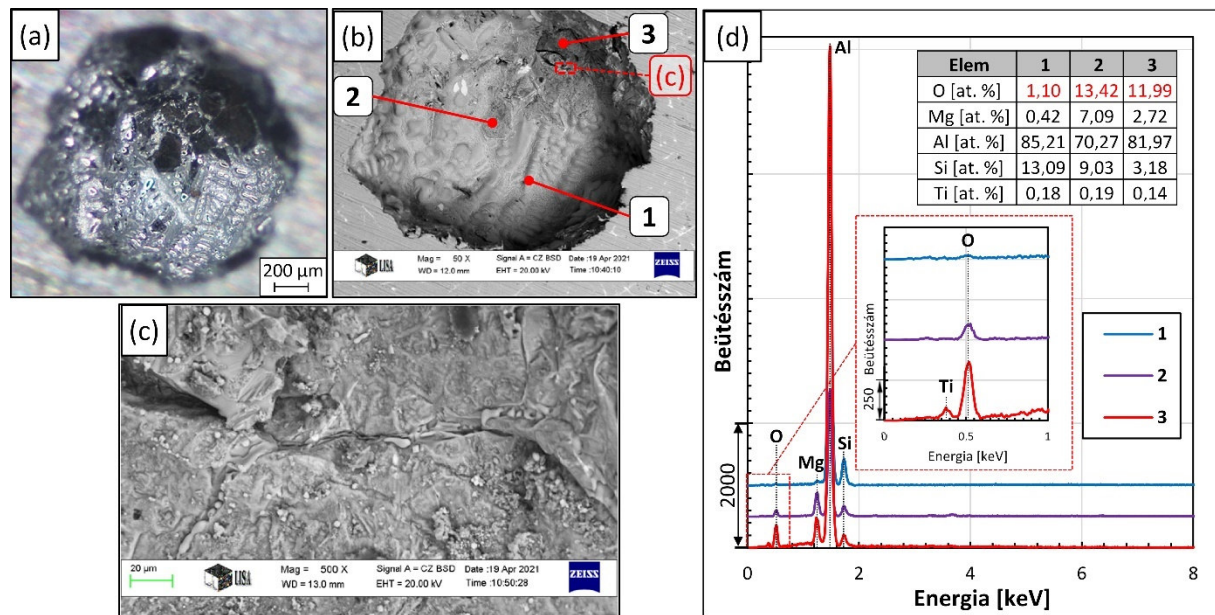 (a)
200 µm
(b)
1
2
3
(c)
LISA
Mag = 50 X
WD = 12.0 mm
Signal A = CZ BSD
EHT = 20.00 kV
Date :19 Apr 2021
Time :10:40:10
ZEISS
(c)
20 µm
LISA
Mag = 500 X
WD = 13.0 mm
Signal A = CZ BSD
EHT = 20.00 kV
Date :19 Apr 2021
Time :10:50:28
ZEISS
(d)
Al
Elem 1 2 3
O [at. %] 1,10 13,42 11,99
Mg [at. %] 0,42 7,09 2,72
Al [at. %] 85,21 70,27 81,97
Si [at. %] 13,09 9,03 3,18
Ti [at. %] 0,18 0,19 0,14
Beütésszám
2000
O
Mg
Si
O
Ti
Beütésszám
250
0 0.5 1
Energia [keV]
1
2
3
0 2 4 6 8
Energia [keV]